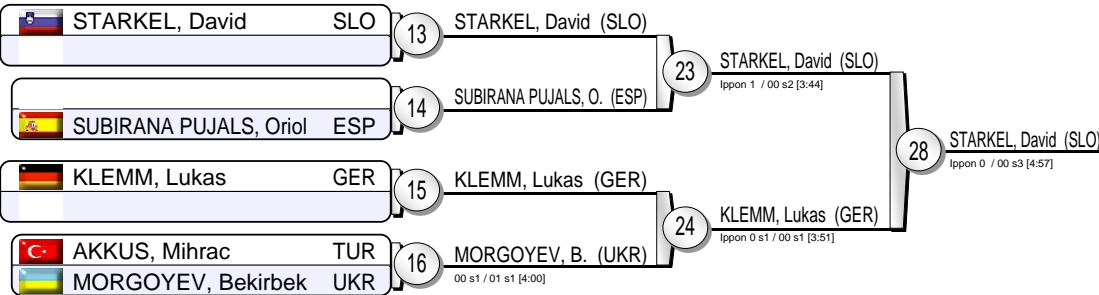 STARKEL, David SLO
13
STARKEL, David (SLO)
23
STARKEL, David (SLO)
Ippon 1 / 00 s2 [3:44]
14
SUBIRANA PUJALS, O. (ESP)
SUBIRANA PUJALS, Oriol ESP
28
STARKEL, David (SLO)
Ippon 0 / 00 s3 [4:57]
KLEMM, Lukas GER
15
KLEMM, Lukas (GER)
24
KLEMM, Lukas (GER)
Ippon 0 s1 / 00 s1 [3:51]
AKKUS, Mihrac TUR
16
MORGOYEV, B. (UKR)
00 s1 / 01 s1 [4:00]
MORGOYEV, Bekirbek UKR